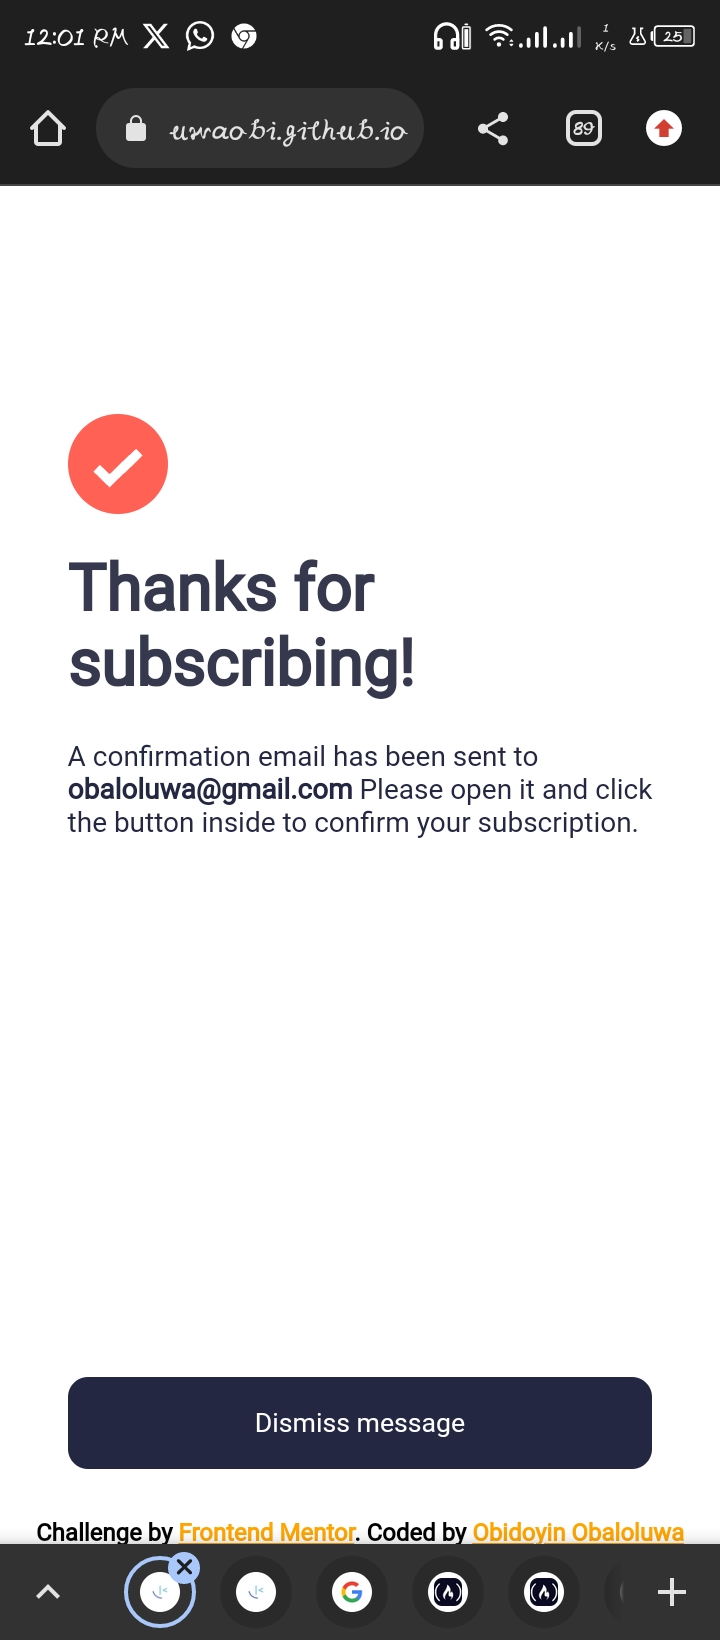 12:01 PM
1
K/s
25
uwaobi.github.io
89
Thanks for
subscribing!
A confirmation email has been sent to
obaloluwa@gmail.com Please open it and click
the button inside to confirm your subscription.
Dismiss message
Challenge by Frontend Mentor. Coded by Obidoyin Obaloluwa